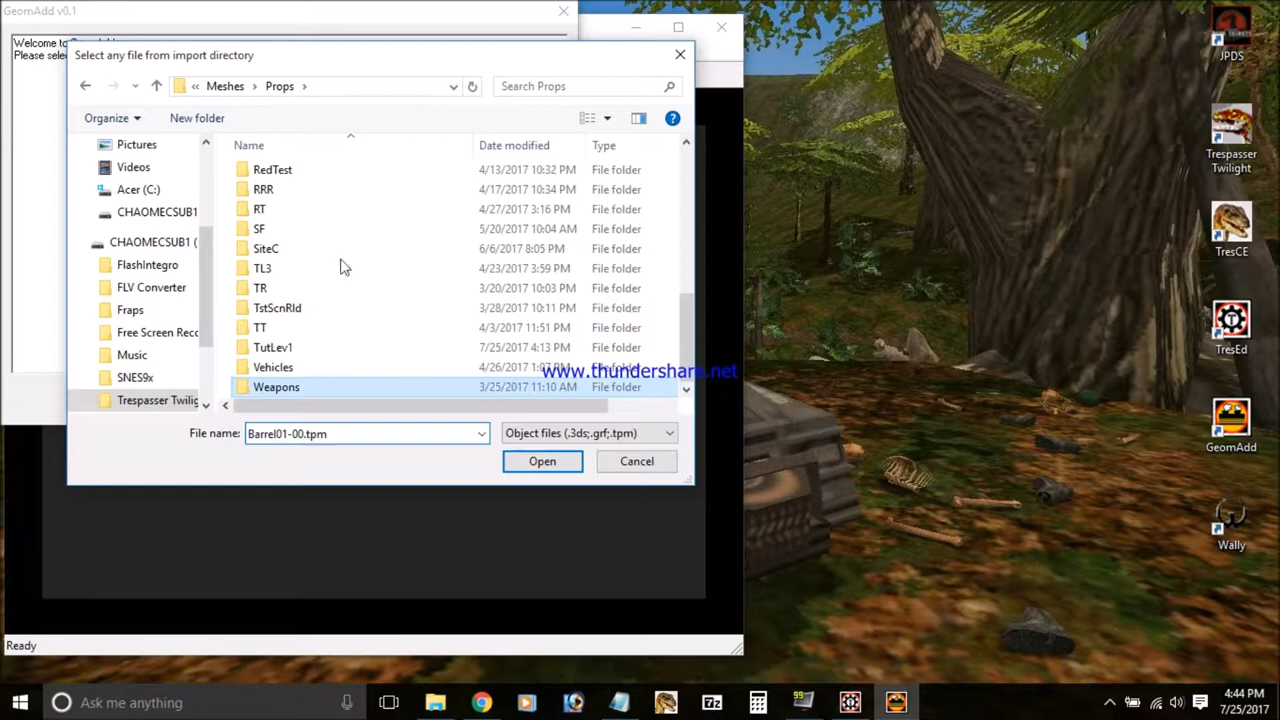 GeomAdd v0.1
Welcome to
Please sele
Select any file from import directory
« Meshes > Props >
Search Props
Organize
New folder
Name
Date modified
Type
Pictures
Videos
Acer (C:)
CHAOMECSUB1
CHAOMECSUB1 (
FlashIntegro
FLV Converter
Fraps
Free Screen Reco
Music
SNES9x
Trespasser Twilig
RedTest 4/13/2017 10:32 PM File folder
RRR 4/17/2017 10:34 PM File folder
RT 4/27/2017 3:16 PM File folder
SF 5/20/2017 10:04 AM File folder
SiteC 6/6/2017 8:05 PM File folder
TL3 4/23/2017 3:59 PM File folder
TR 3/20/2017 10:03 PM File folder
TstScnRld 3/28/2017 10:11 PM File folder
TT 4/3/2017 11:51 PM File folder
TutLev1 7/25/2017 4:13 PM File folder
Vehicles 4/26/2017 1:07 PM File folder
www.thundershare.net
Weapons 3/25/2017 11:10 AM File folder
File name:
Barrel01-00.tpm
Object files (.3ds;.grf;.tpm)
Open
Cancel
Ready
JPDS
Trespasser
Twilight
TresCE
TresEd
GeomAdd
Wally
Ask me anything
99
4:44 PM
7/25/2017